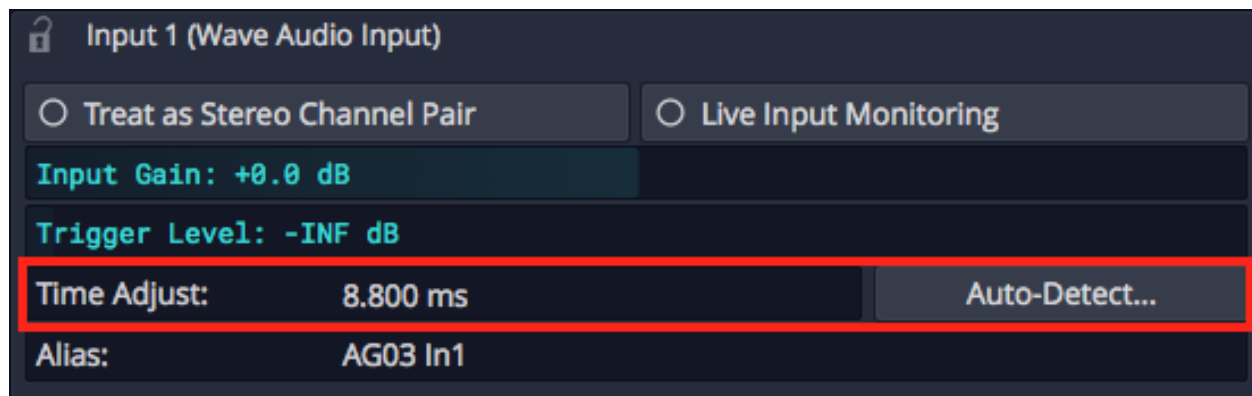 Input 1 (Wave Audio Input)
Treat as Stereo Channel Pair Live Input Monitoring
Input Gain: +0.0 dB
Trigger Level: -INF dB
Time Adjust: 8.800 ms Auto-Detect...
Alias: AG03 In1